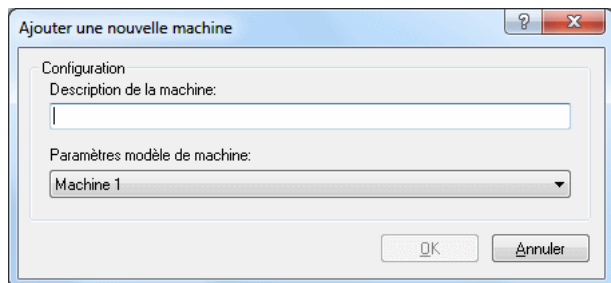 Ajouter une nouvelle machine
Configuration
Description de la machine:
Paramètres modèle de machine:
Machine 1
OK
Annuler